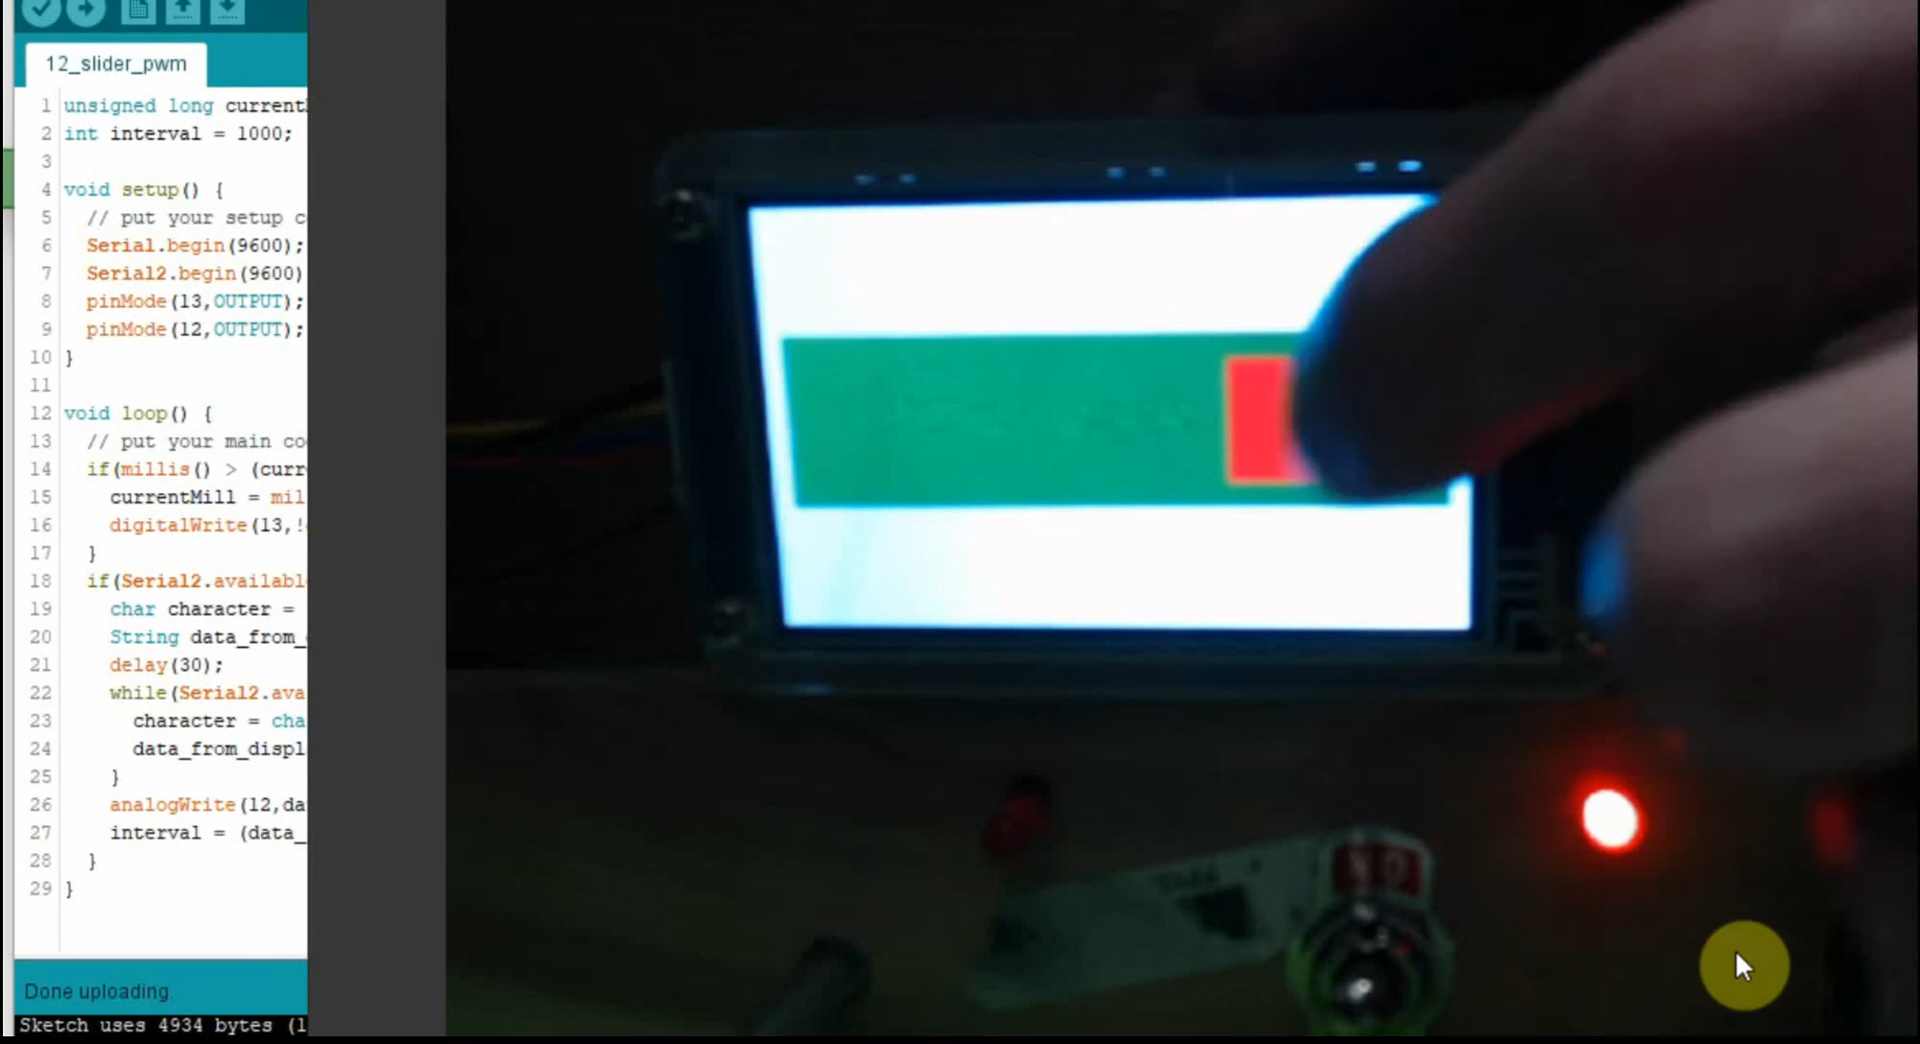 12_slider_pwm
1 unsigned long current
2 int interval = 1000;
3
4 void setup() {
5 // put your setup c
6 Serial.begin(9600);
7 Serial2.begin(9600)
8 pinMode(13,OUTPUT);
9 pinMode(12,OUTPUT);
10 }
11
12 void loop() {
13 // put your main co
14 if(millis() > (curr
15 currentMill = mil
16 digitalWrite(13,!
17 }
18 if(Serial2.availabl
19 char character =
20 String data_from_
21 delay(30);
22 while(Serial2.ava
23 character = cha
24 data_from_displ
25 }
26 analogWrite(12,da
27 interval = (data_
28 }
29 }
Done uploading.
Sketch uses 4934 bytes (1